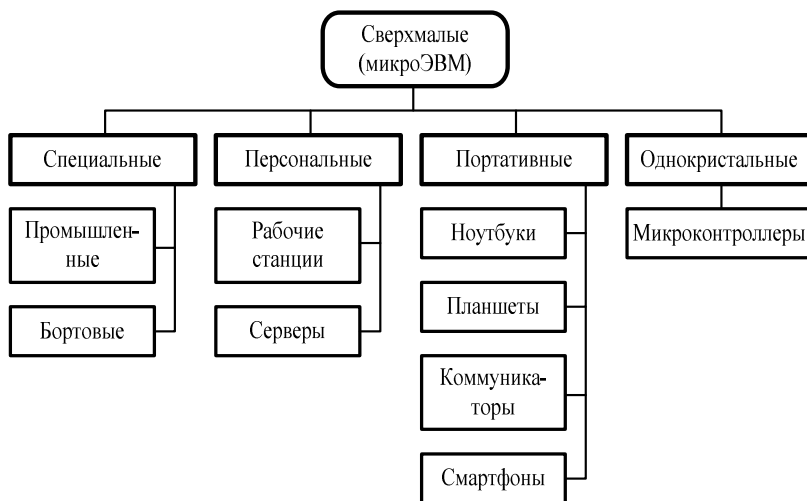 Сверхмалые
(микроЭВМ)
Специальные
Персональные
Портативные
Однокристальные
Промышлен-
ные
Бортовые
Рабочие
станции
Серверы
Ноутбуки
Планшеты
Коммуника-
торы
Смартфоны
Микроконтроллеры